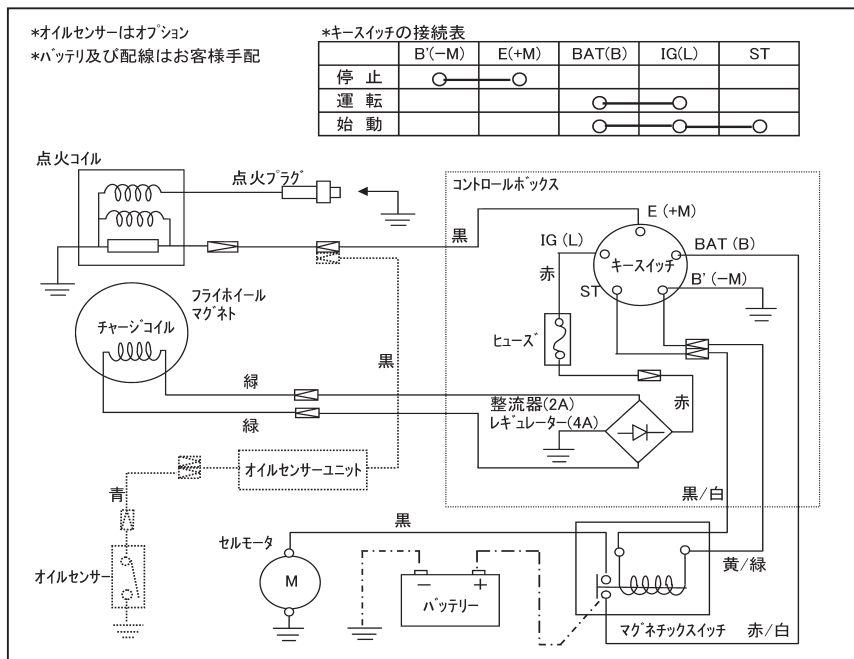 *オイルセンサーはオプション
*バッテリ及び配線はお客様手配
*キースイッチの接続表
B'(−M) E(+M) BAT(B) IG(L) ST
停 止
運 転
始 動
点火コイル
点火プラグ
コントロールボックス
黒
E (+M)
IG (L)
BAT (B)
キースイッチ
赤
ST
B' (−M)
フライホイール
マグネト
チャージコイル
ヒューズ
黒
緑
緑
整流器(2A)
レギュレーター(4A)
赤
オイルセンサーユニット
青
黒/白
黒
セルモータ
黄/緑
オイルセンサー
M
− +
バッテリー
マグネチックスイッチ
赤/白